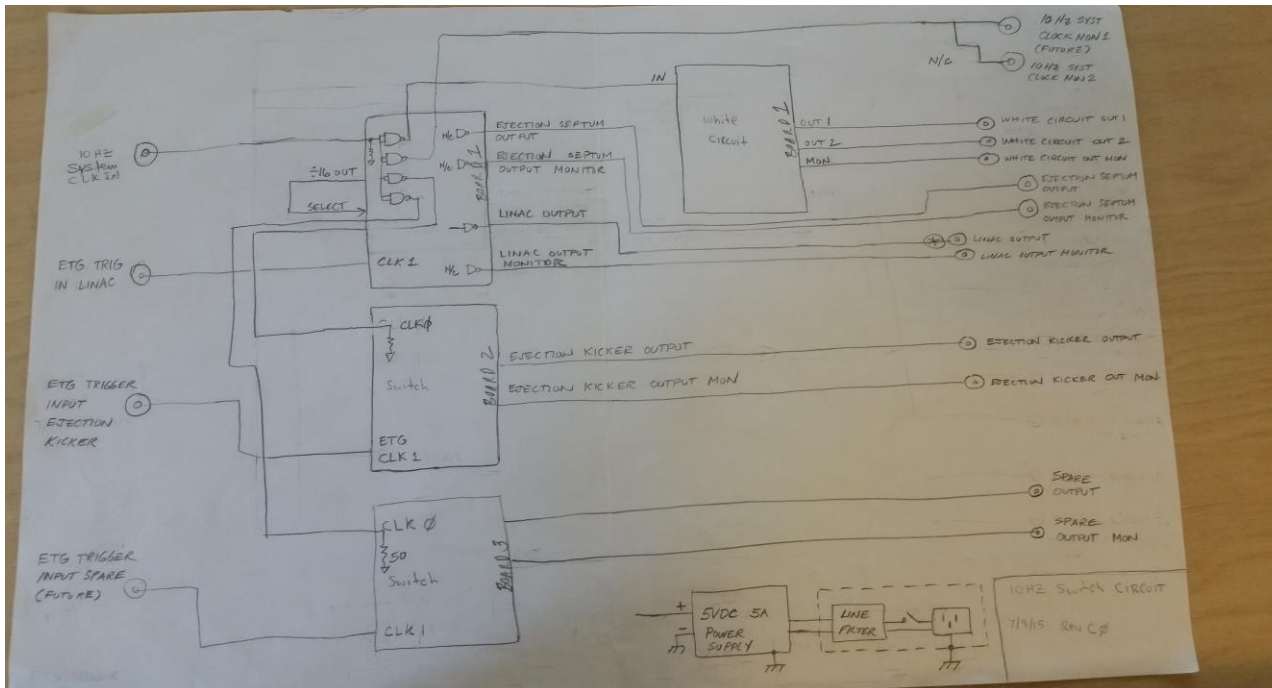 10 Hz SYST
CLOCK MON 1
(FUTURE)
N/C
10 HZ SYST
CLOCK MON 2
10 HZ
SYSTEM
CLK IN
÷16 OUT
SELECT
CLK 1
N/C
N/C
N/C
BOARD 1
EJECTION SEPTUM
OUTPUT
EJECTION SEPTUM
OUTPUT MONITOR
LINAC OUTPUT
LINAC OUTPUT
MONITOR
IN
White
Circuit
BOARD 1
OUT 1
OUT 2
MON
WHITE CIRCUIT OUT 1
WHITE CIRCUIT OUT 2
WHITE CIRCUIT OUT MON
EJECTION SEPTUM
OUTPUT
EJECTION SEPTUM
OUTPUT MONITOR
LINAC OUTPUT
LINAC OUTPUT MONITOR
ETG TRIG
IN LINAC
CLKØ
Switch
ETG
CLK 1
BOARD 2
EJECTION KICKER OUTPUT
EJECTION KICKER OUTPUT MON
EJECTION KICKER OUTPUT
EJECTION KICKER OUT MON
ETG TRIGGER
INPUT
EJECTION
KICKER
CLK Ø
50
Switch
CLK 1
BOARD 3
SPARE
OUTPUT
SPARE
OUTPUT MON
ETG TRIGGER
INPUT SPARE
(FUTURE)
+
-
5VDC 5A
POWER
SUPPLY
LINE
FILTER
10HZ Switch CIRCUIT
7/9/15 Rev CØ
ETG TRIGGER